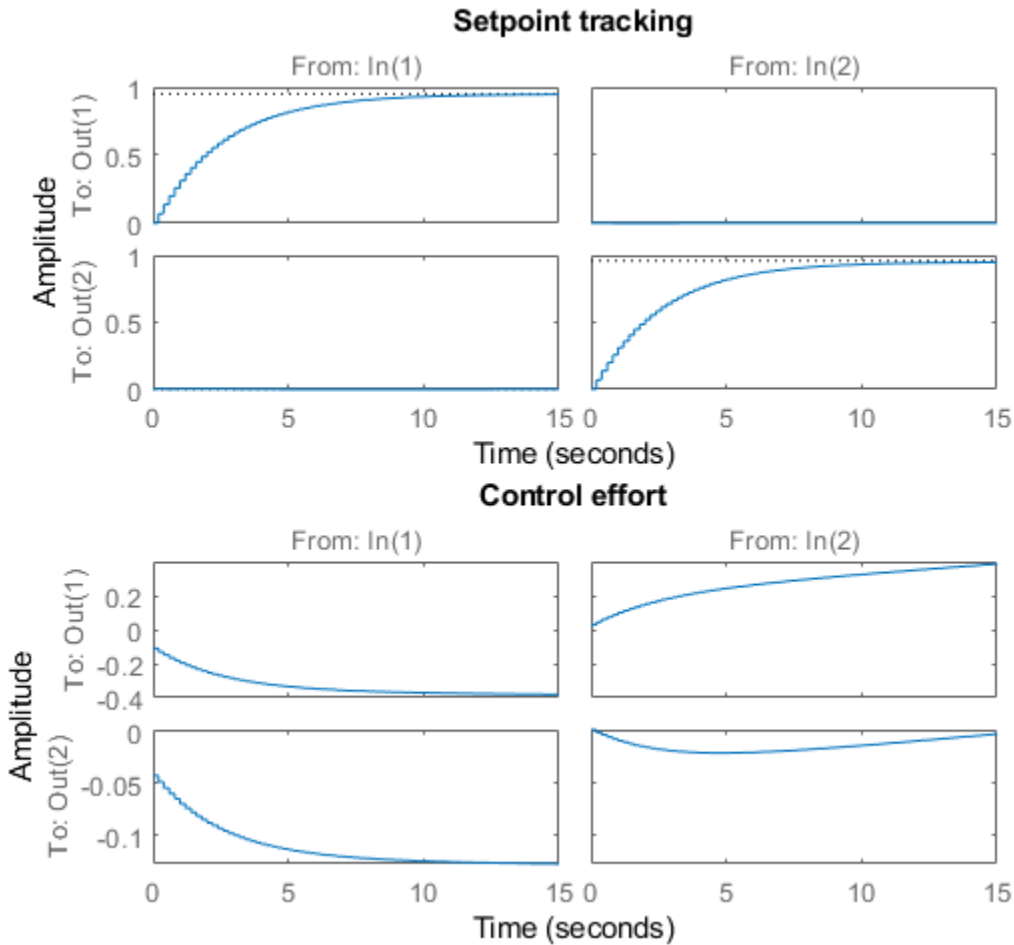 Setpoint tracking
From: In(1)
From: In(2)
Amplitude
To: Out(1)
1
0.5
0
To: Out(2)
1
0.5
0
0
5
10
15
0
5
10
15
Time (seconds)
Control effort
From: In(1)
From: In(2)
Amplitude
To: Out(1)
0.2
0
-0.2
-0.4
To: Out(2)
0
-0.05
-0.1
0
5
10
15
0
5
10
15
Time (seconds)